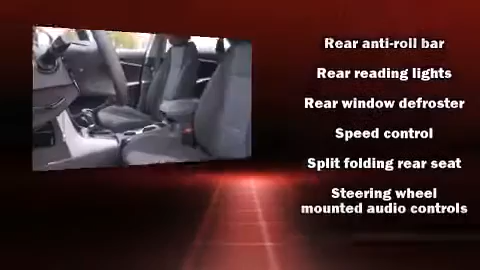 Rear anti-roll bar
Rear reading lights
Rear window defroster
Speed control
Split folding rear seat
Steering wheel
mounted audio controls